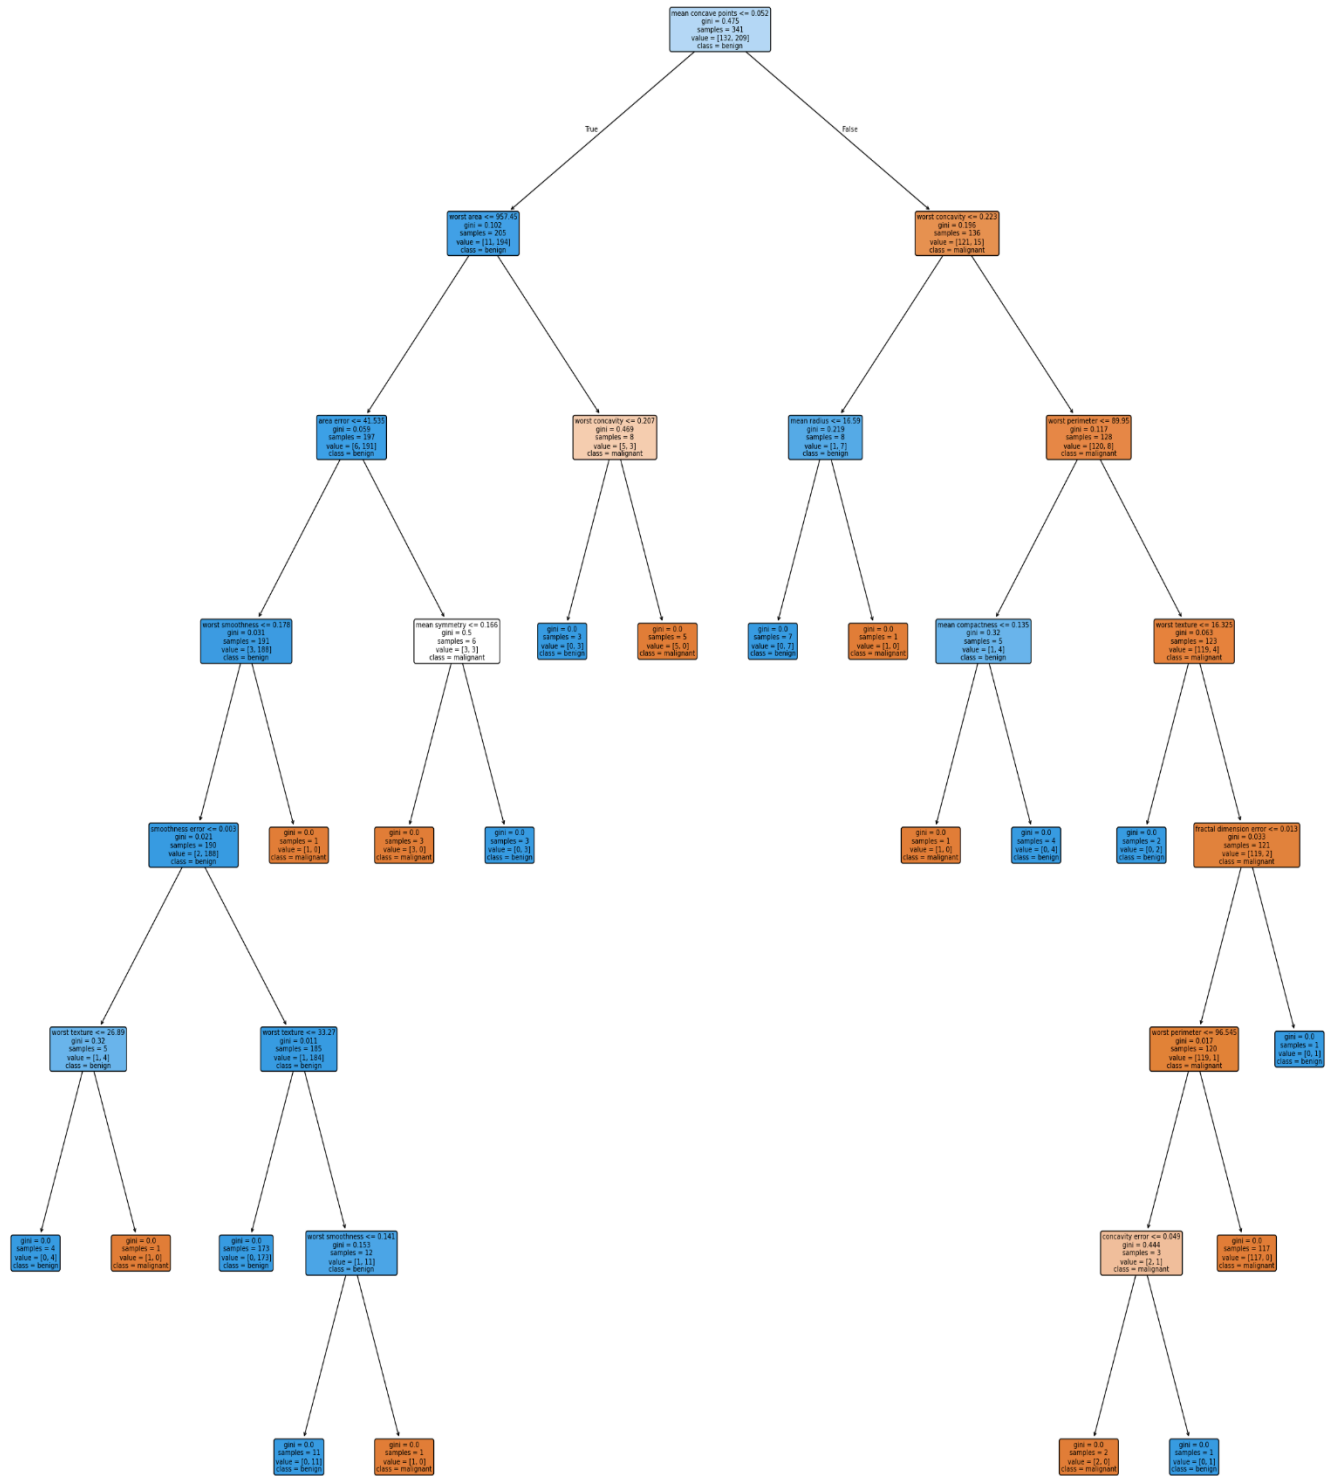 mean concave points <= 0.052
gini = 0.475
samples = 341
value = [132, 209]
class = benign
True
False
worst area <= 957.45
gini = 0.102
samples = 205
value = [11, 194]
class = benign
worst concavity <= 0.223
gini = 0.196
samples = 136
value = [121, 15]
class = malignant
area error <= 41.535
gini = 0.059
samples = 197
value = [6, 191]
class = benign
worst concavity <= 0.207
gini = 0.469
samples = 8
value = [5, 3]
class = malignant
mean radius <= 16.59
gini = 0.219
samples = 8
value = [1, 7]
class = benign
worst perimeter <= 89.95
gini = 0.117
samples = 128
value = [120, 8]
class = malignant
worst smoothness <= 0.178
gini = 0.031
samples = 191
value = [3, 188]
class = benign
mean symmetry <= 0.166
gini = 0.5
samples = 6
value = [3, 3]
class = malignant
gini = 0.0
samples = 3
value = [0, 3]
class = benign
gini = 0.0
samples = 5
value = [5, 0]
class = malignant
gini = 0.0
samples = 7
value = [0, 7]
class = benign
gini = 0.0
samples = 1
value = [1, 0]
class = malignant
mean compactness <= 0.135
gini = 0.32
samples = 5
value = [1, 4]
class = benign
worst texture <= 16.325
gini = 0.063
samples = 123
value = [119, 4]
class = malignant
smoothness error <= 0.003
gini = 0.021
samples = 190
value = [2, 188]
class = benign
gini = 0.0
samples = 1
value = [1, 0]
class = malignant
gini = 0.0
samples = 3
value = [3, 0]
class = malignant
gini = 0.0
samples = 3
value = [0, 3]
class = benign
gini = 0.0
samples = 1
value = [1, 0]
class = malignant
gini = 0.0
samples = 4
value = [0, 4]
class = benign
gini = 0.0
samples = 2
value = [0, 2]
class = benign
fractal dimension error <= 0.013
gini = 0.033
samples = 121
value = [119, 2]
class = malignant
worst texture <= 26.89
gini = 0.32
samples = 5
value = [1, 4]
class = benign
worst texture <= 33.27
gini = 0.011
samples = 185
value = [1, 184]
class = benign
worst perimeter <= 96.545
gini = 0.017
samples = 120
value = [119, 1]
class = malignant
gini = 0.0
samples = 1
value = [0, 1]
class = benign
gini = 0.0
samples = 4
value = [0, 4]
class = benign
gini = 0.0
samples = 1
value = [1, 0]
class = malignant
gini = 0.0
samples = 173
value = [0, 173]
class = benign
worst smoothness <= 0.141
gini = 0.153
samples = 12
value = [1, 11]
class = benign
concavity error <= 0.049
gini = 0.444
samples = 3
value = [2, 1]
class = malignant
gini = 0.0
samples = 117
value = [117, 0]
class = malignant
gini = 0.0
samples = 11
value = [0, 11]
class = benign
gini = 0.0
samples = 1
value = [1, 0]
class = malignant
gini = 0.0
samples = 2
value = [2, 0]
class = malignant
gini = 0.0
samples = 1
value = [0, 1]
class = benign